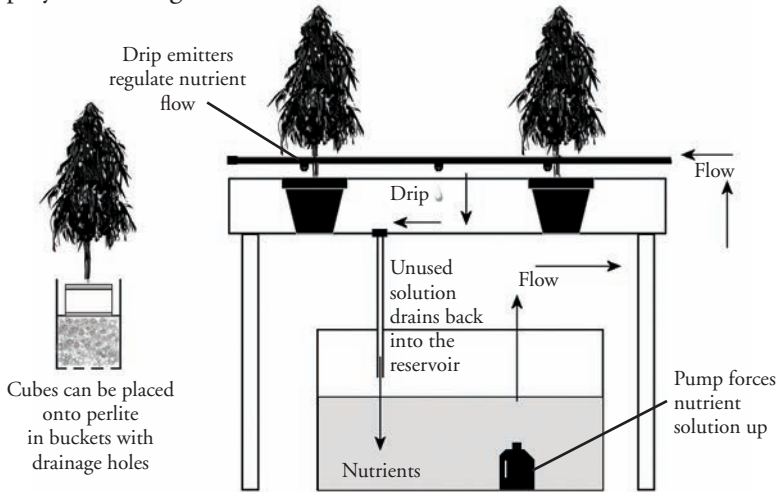 Drip emitters
regulate nutrient
flow
Flow
Drip
Unused
solution
drains back
into the
reservoir
Flow
Pump forces
nutrient
solution up
Nutrients
Cubes can be placed
onto perlite
in buckets with
drainage holes